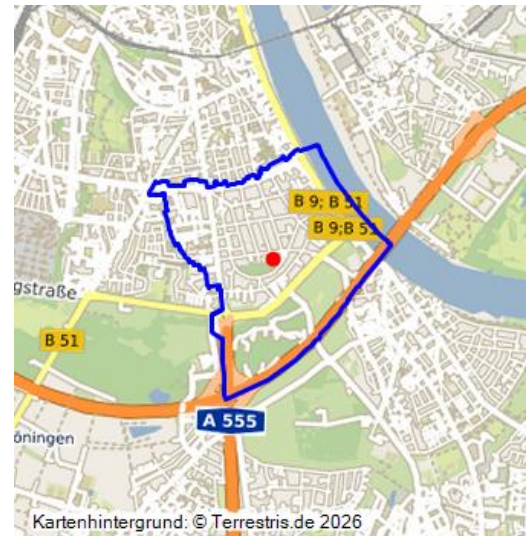 B 9; B 51
B 9;B 51
gstraße
B 51
A 555
öningen
Kartenhintergrund: © Terrestris.de 2026